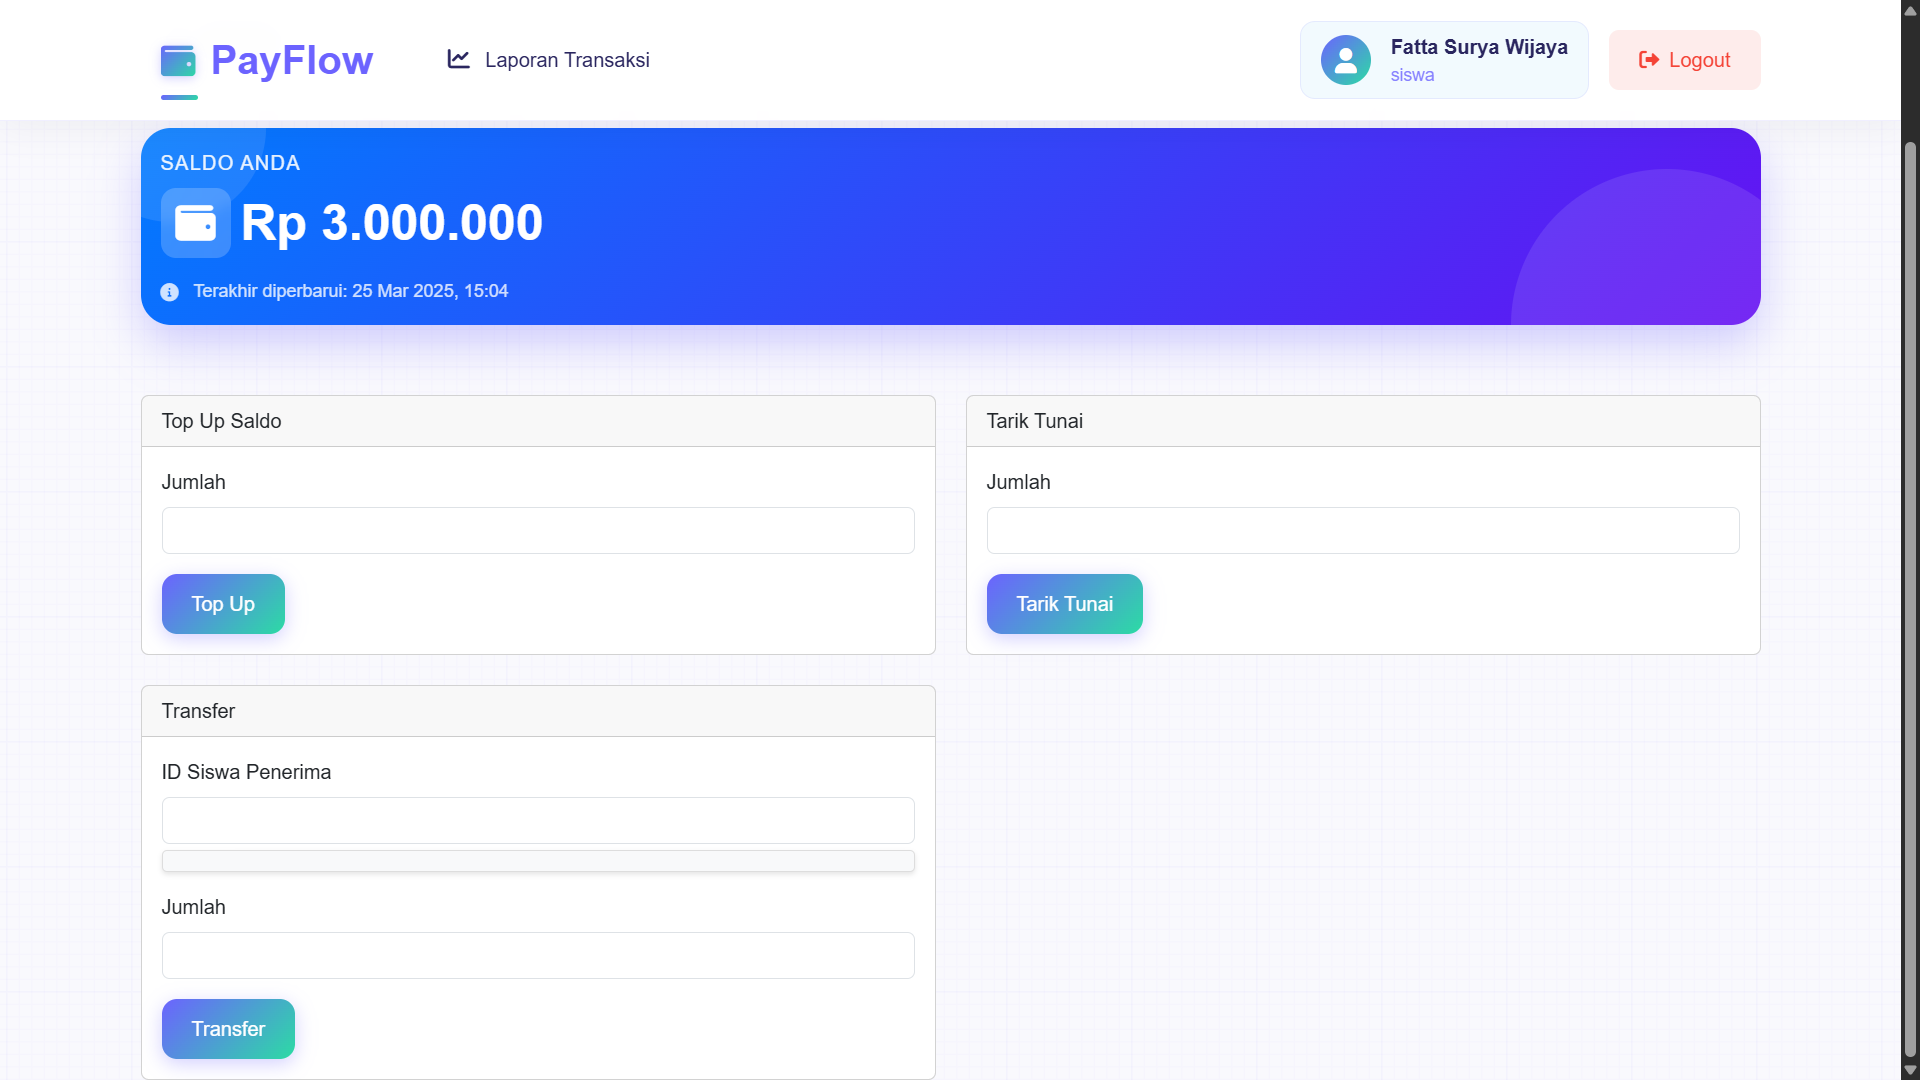 PayFlow
Laporan Transaksi
Fatta Surya Wijaya
siswa
Logout
SALDO ANDA
Rp 3.000.000
Terakhir diperbarui: 25 Mar 2025, 15:04
Top Up Saldo
Jumlah
Top Up
Tarik Tunai
Jumlah
Tarik Tunai
Transfer
ID Siswa Penerima
Jumlah
Transfer